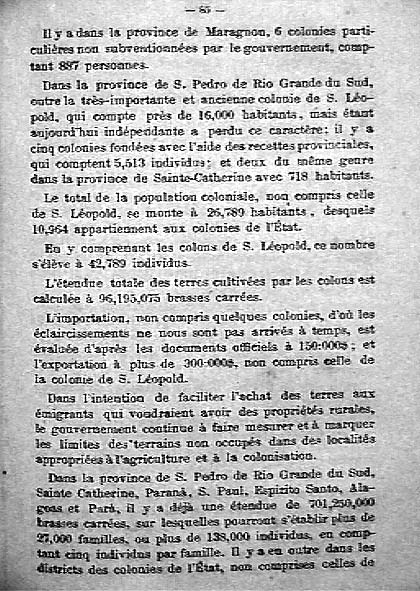 — 85 —
Il y a dans la province de Maragnon, 6 colonies parti-
culières non subventionnées par le gouvernement, comp-
tant 887 personnes.
Dans la province de S. Pedro de Rio Grande du Sud,
outre la très-importante et ancienne colonie de S. Léo-
pold, qui compte près de 16,000 habitants, mais étant
aujourd'hui indépendante a perdu ce caractère; il y a
cinq colonies fondées avec l'aide des recettes provinciales,
qui comptent 5,513 individus; et deux du même genre
dans la province de Sainte-Catherine avec 718 habitants.
Le total de la population coloniale, non compris celle
de S. Léopold, se monte à 26,789 habitants, desquels
10,964 appartiennent aux colonies de l'État.
En y comprenant les colons de S. Léopold, ce nombre
s'élève à 42,789 individus.
L'étendue totale des terres cultivées par les colons est
calculée à 96,195,075 brasses carrées.
L'importation, non compris quelques colonies, d'où les
éclaircissements ne nous sont pas arrivés à temps, est
évaluée d'après les documents officiels à 150:000$; et
l'exportation à plus de 300:000$, non compris celle de
la colonie de S. Léopold.
Dans l'intention de faciliter l'achat des terres aux
émigrants qui voudraient avoir des propriétés rurales,
le gouvernement continue à faire mesurer et à marquer
les limites des terrains non occupés dans des localités
appropriées à l'agriculture et à la colonisation.
Dans la province de S. Pedro de Rio Grande du Sud,
Sainte Catherine, Paraná, S. Paul, Espirito Santo, Ala-
goas et Pará, il y a déjà une étendue de 701,250,000
brasses carrées, sur lesquelles pourront s'établir plus de
27,000 familles, ou plus de 138,000 individus, en comp-
tant cinq individus par famille. Il y a en outre dans les
districts des colonies de l'État, non comprises celles de